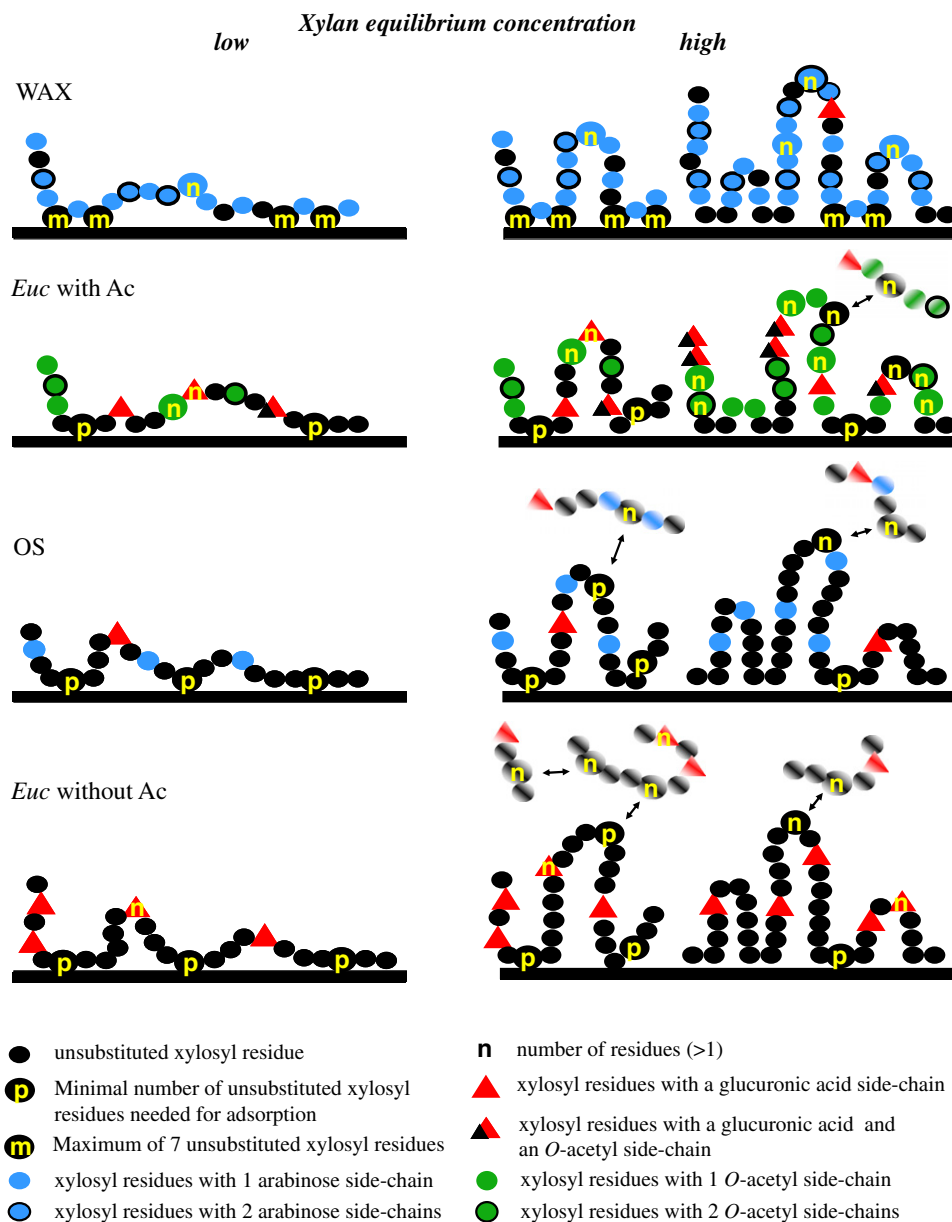 Xylan equilibrium concentration
low high
WAX
n
n
n
n
n
m m m m
m m m m
m m
Euc with Ac
n
n n
n n
n
n
n
n n
n n
n
p p
p p p
OS
n
n
n
p
p p p
p p p
Euc without Ac
n
n n n
n
n
p
n
n
n
n
p p p
p p p
unsubstituted xylosyl residue
p Minimal number of unsubstituted xylosyl
residues needed for adsorption
m Maximum of 7 unsubstituted xylosyl residues
xylosyl residues with 1 arabinose side-chain
xylosyl residues with 2 arabinose side-chains
n number of residues (>1)
xylosyl residues with a glucuronic acid side-chain
xylosyl residues with a glucuronic acid and
an O-acetyl side-chain
xylosyl residues with 1 O-acetyl side-chain
xylosyl residues with 2 O-acetyl side-chains